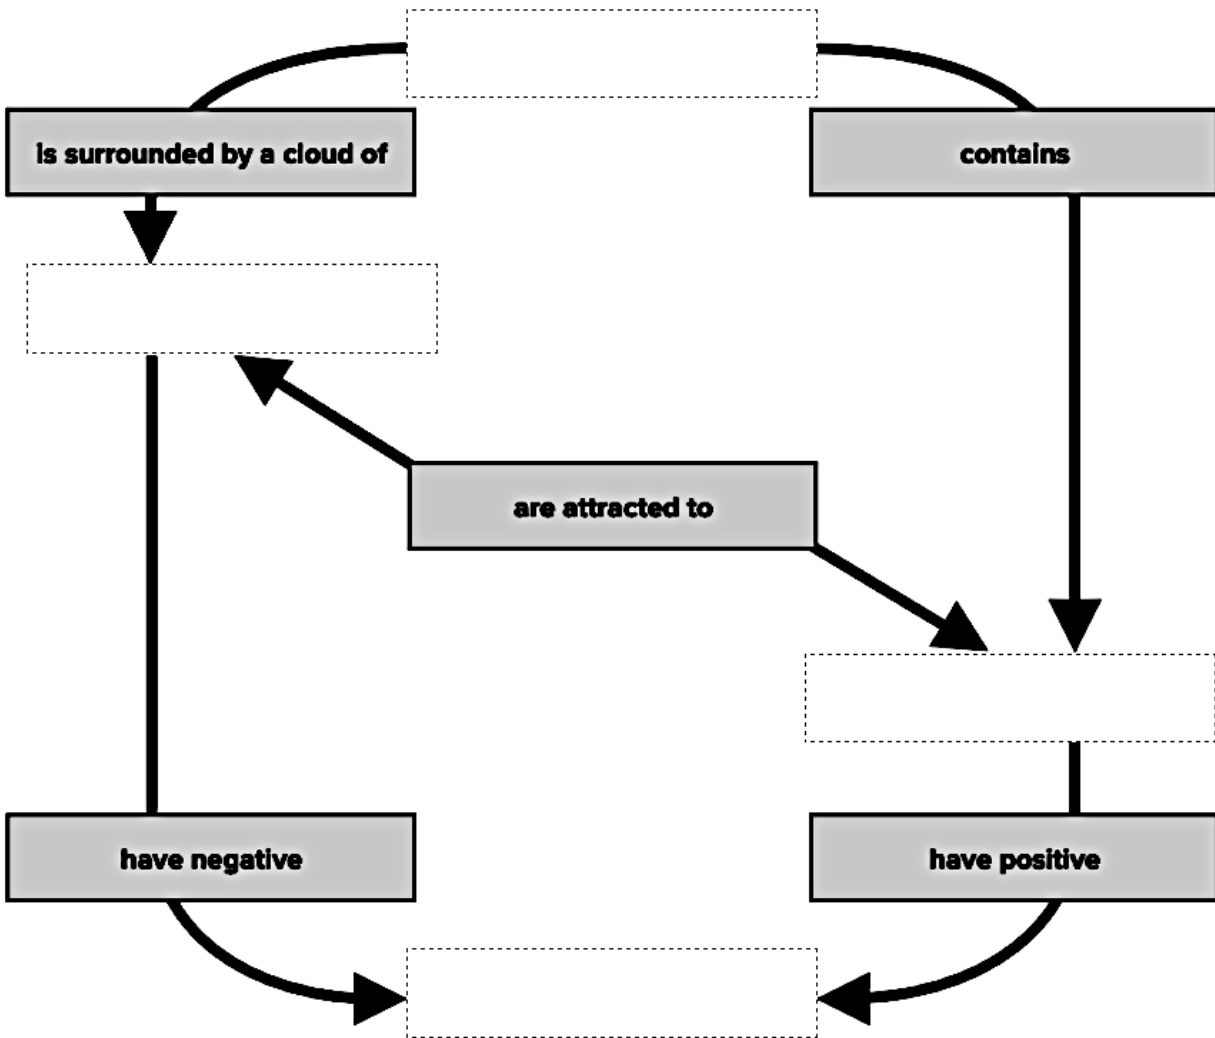 is surrounded by a cloud of
contains
are attracted to
have negative
have positive